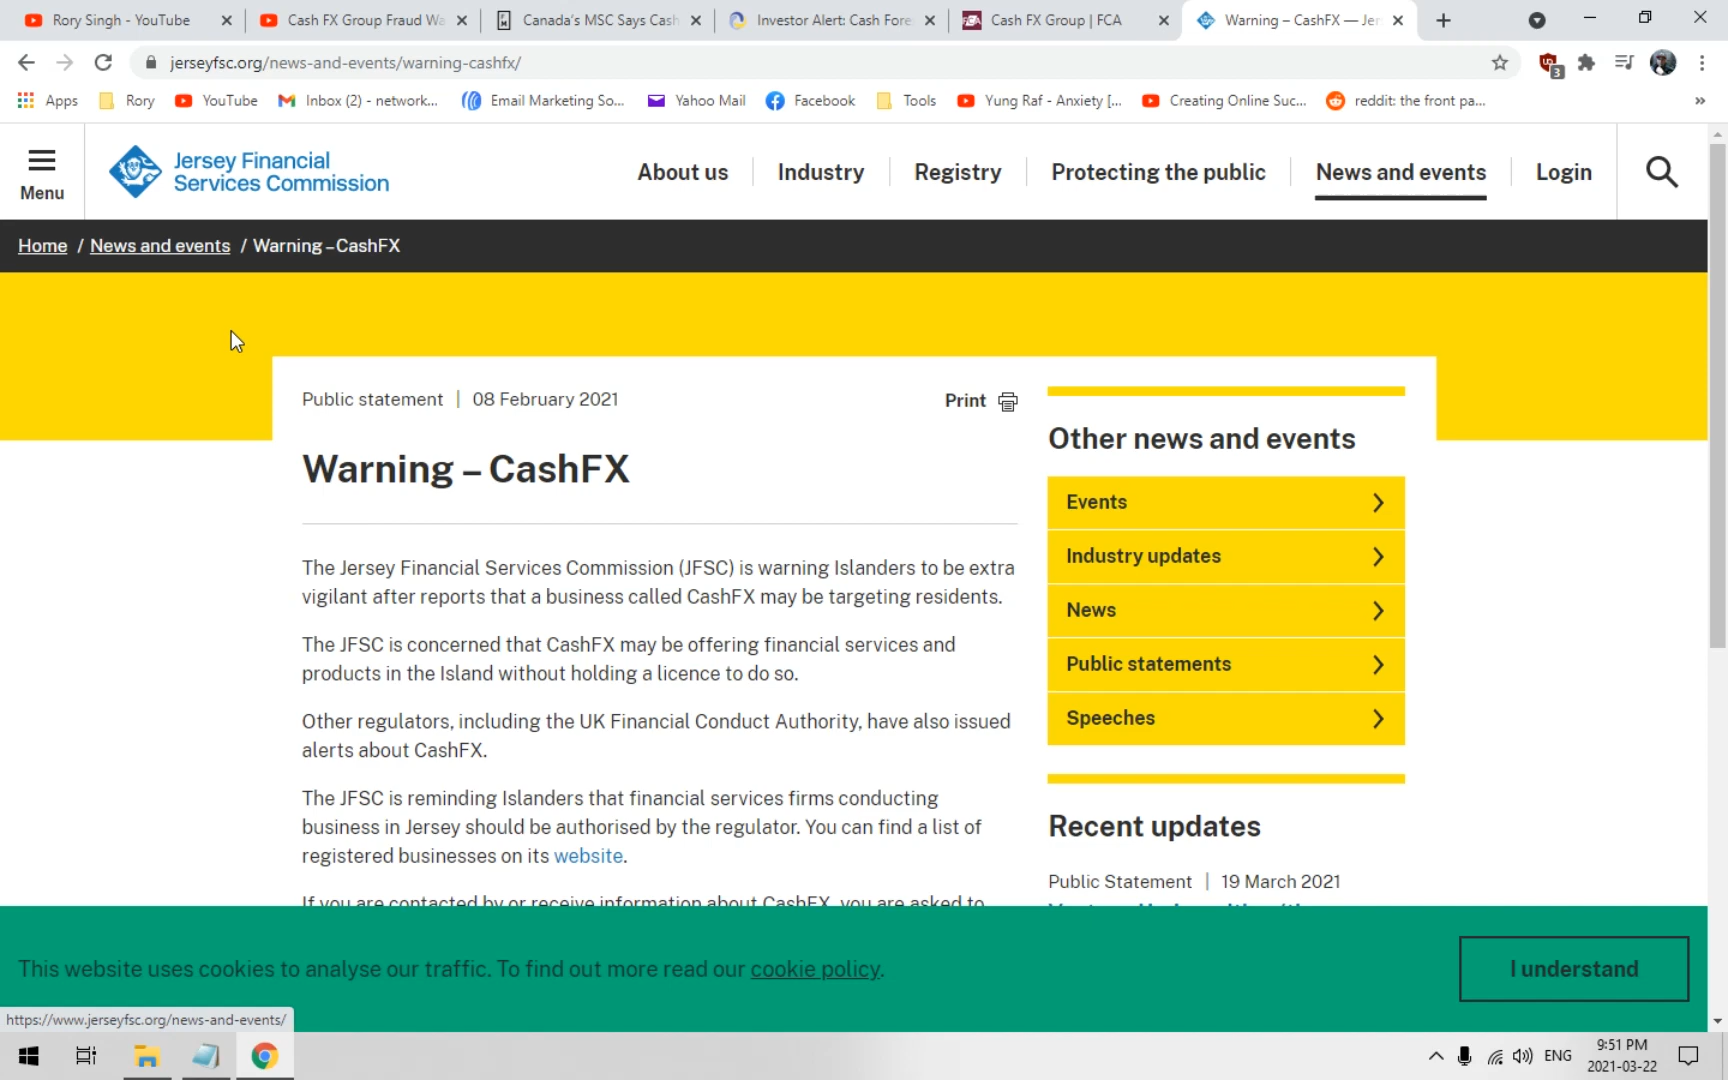 Rory Singh - YouTube
Cash FX Group Fraud Wa
Canada's MSC Says Cash
Investor Alert: Cash Fore
Cash FX Group | FCA
Warning – CashFX — Jer
jerseyfsc.org/news-and-events/warning-cashfx/
3
Apps
Rory
YouTube
Inbox (2) - network...
Email Marketing So...
Yahoo Mail
Facebook
Tools
Yung Raf - Anxiety [...
Creating Online Suc...
reddit: the front pa...
»
Menu
Jersey Financial
Services Commission
About us
Industry
Registry
Protecting the public
News and events
Login
Home / News and events / Warning – CashFX
Public statement | 08 February 2021
Print
Warning – CashFX
The Jersey Financial Services Commission (JFSC) is warning Islanders to be extra
vigilant after reports that a business called CashFX may be targeting residents.
The JFSC is concerned that CashFX may be offering financial services and
products in the Island without holding a licence to do so.
Other regulators, including the UK Financial Conduct Authority, have also issued
alerts about CashFX.
The JFSC is reminding Islanders that financial services firms conducting
business in Jersey should be authorised by the regulator. You can find a list of
registered businesses on its website.
If you are contacted by or receive information about CashFX, you are asked to
Other news and events
Events
Industry updates
News
Public statements
Speeches
Recent updates
Public Statement | 19 March 2021
This website uses cookies to analyse our traffic. To find out more read our cookie policy.
I understand
https://www.jerseyfsc.org/news-and-events/
ENG
9:51 PM
2021-03-22